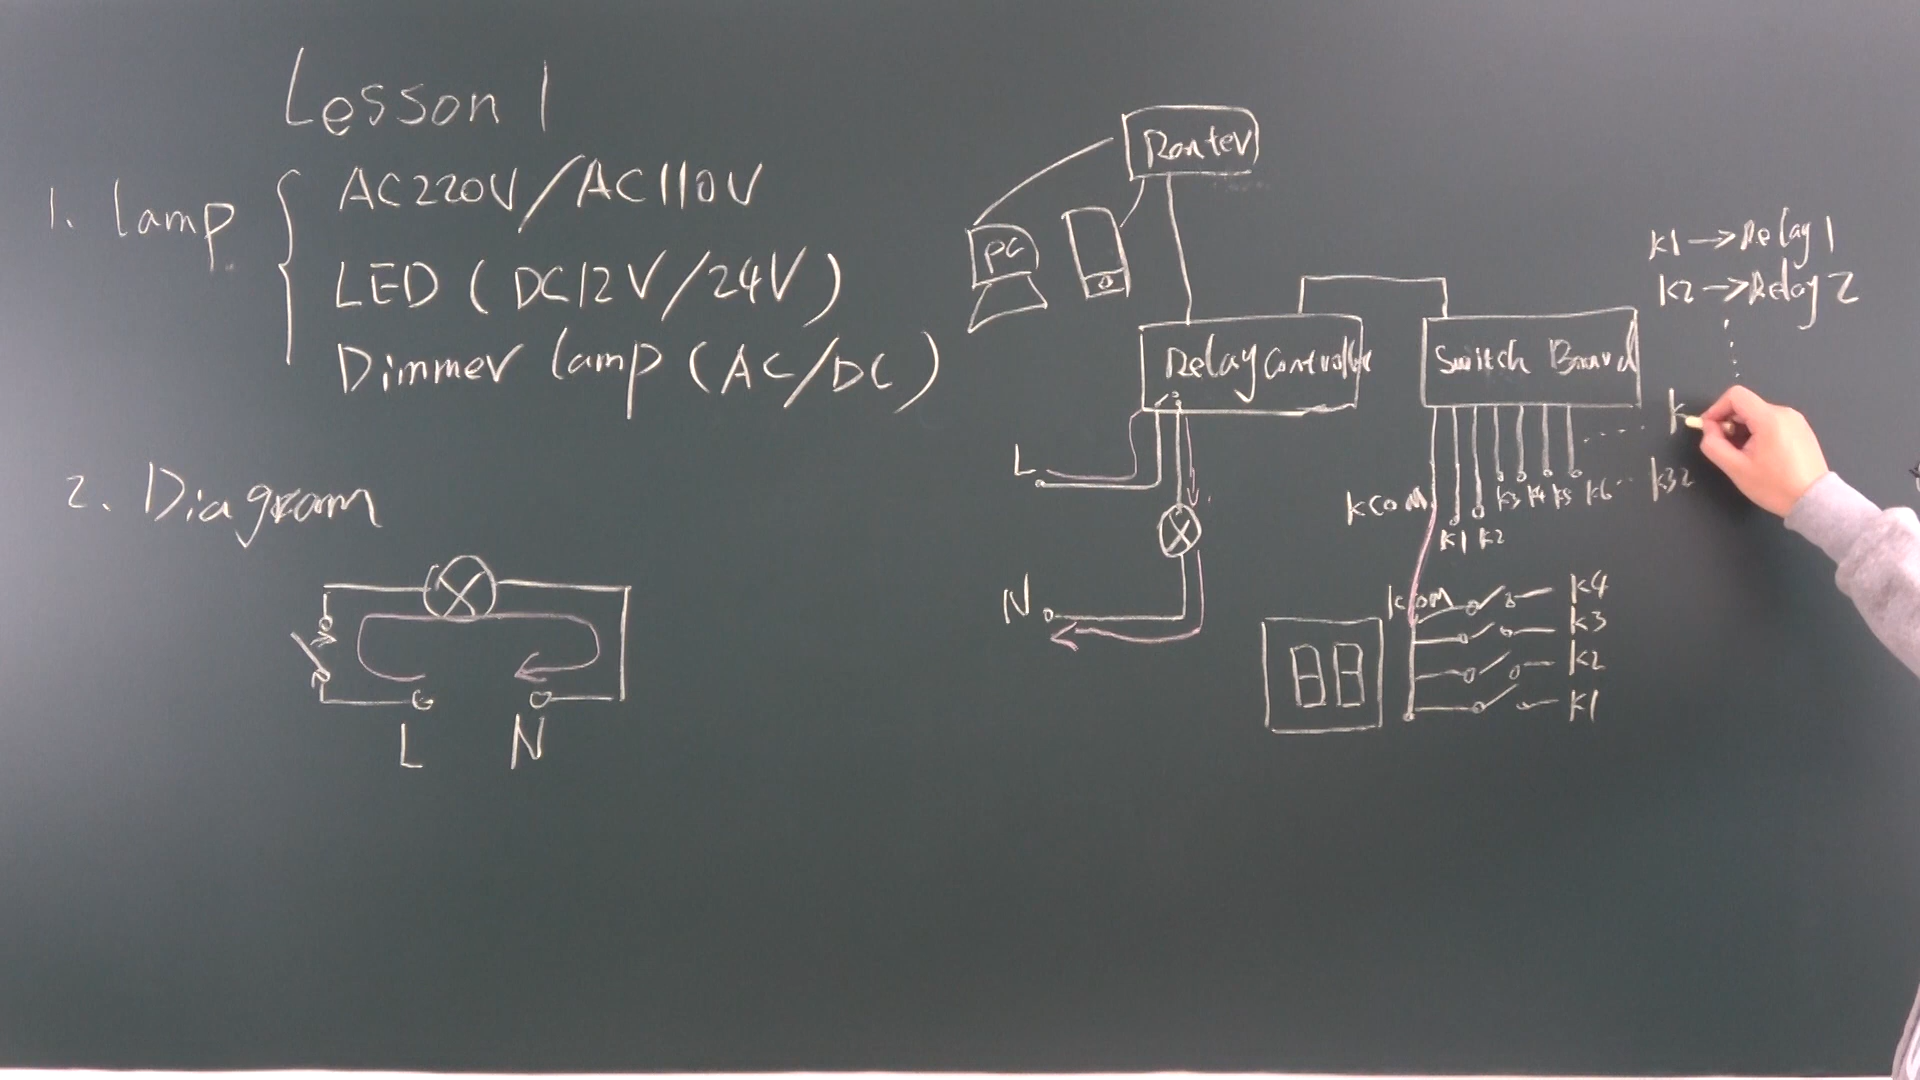 Lesson 1
1. lamp
AC220V/AC110V
LED (DC12V/24V)
Dimmer lamp (AC/DC)
2. Diagram
L N
Router
PC
Relay Controller
Switch Board
L
N
kcom
k1 k2 k3 k4 k5 k6 ... k32
kcom
k4
k3
k2
k1
k1 → Relay 1
k2 → Relay 2
k